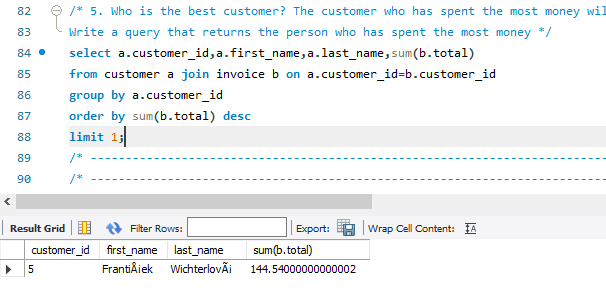 82 /* 5. Who is the best customer? The customer who has spent the most money wil
83 Write a query that returns the person who has spent the most money */
84 select a.customer_id,a.first_name,a.last_name,sum(b.total)
85 from customer a join invoice b on a.customer_id=b.customer_id
86 group by a.customer_id
87 order by sum(b.total) desc
88 limit 1;
89 /* ------------------------------------------------------------------------
90 /* ------------------------------------------------------------------------
Result Grid Filter Rows: Export: Wrap Cell Content: IA
customer_id first_name last_name sum(b.total)
5 FrantiÅiek WichterlovÃi 144.54000000000002